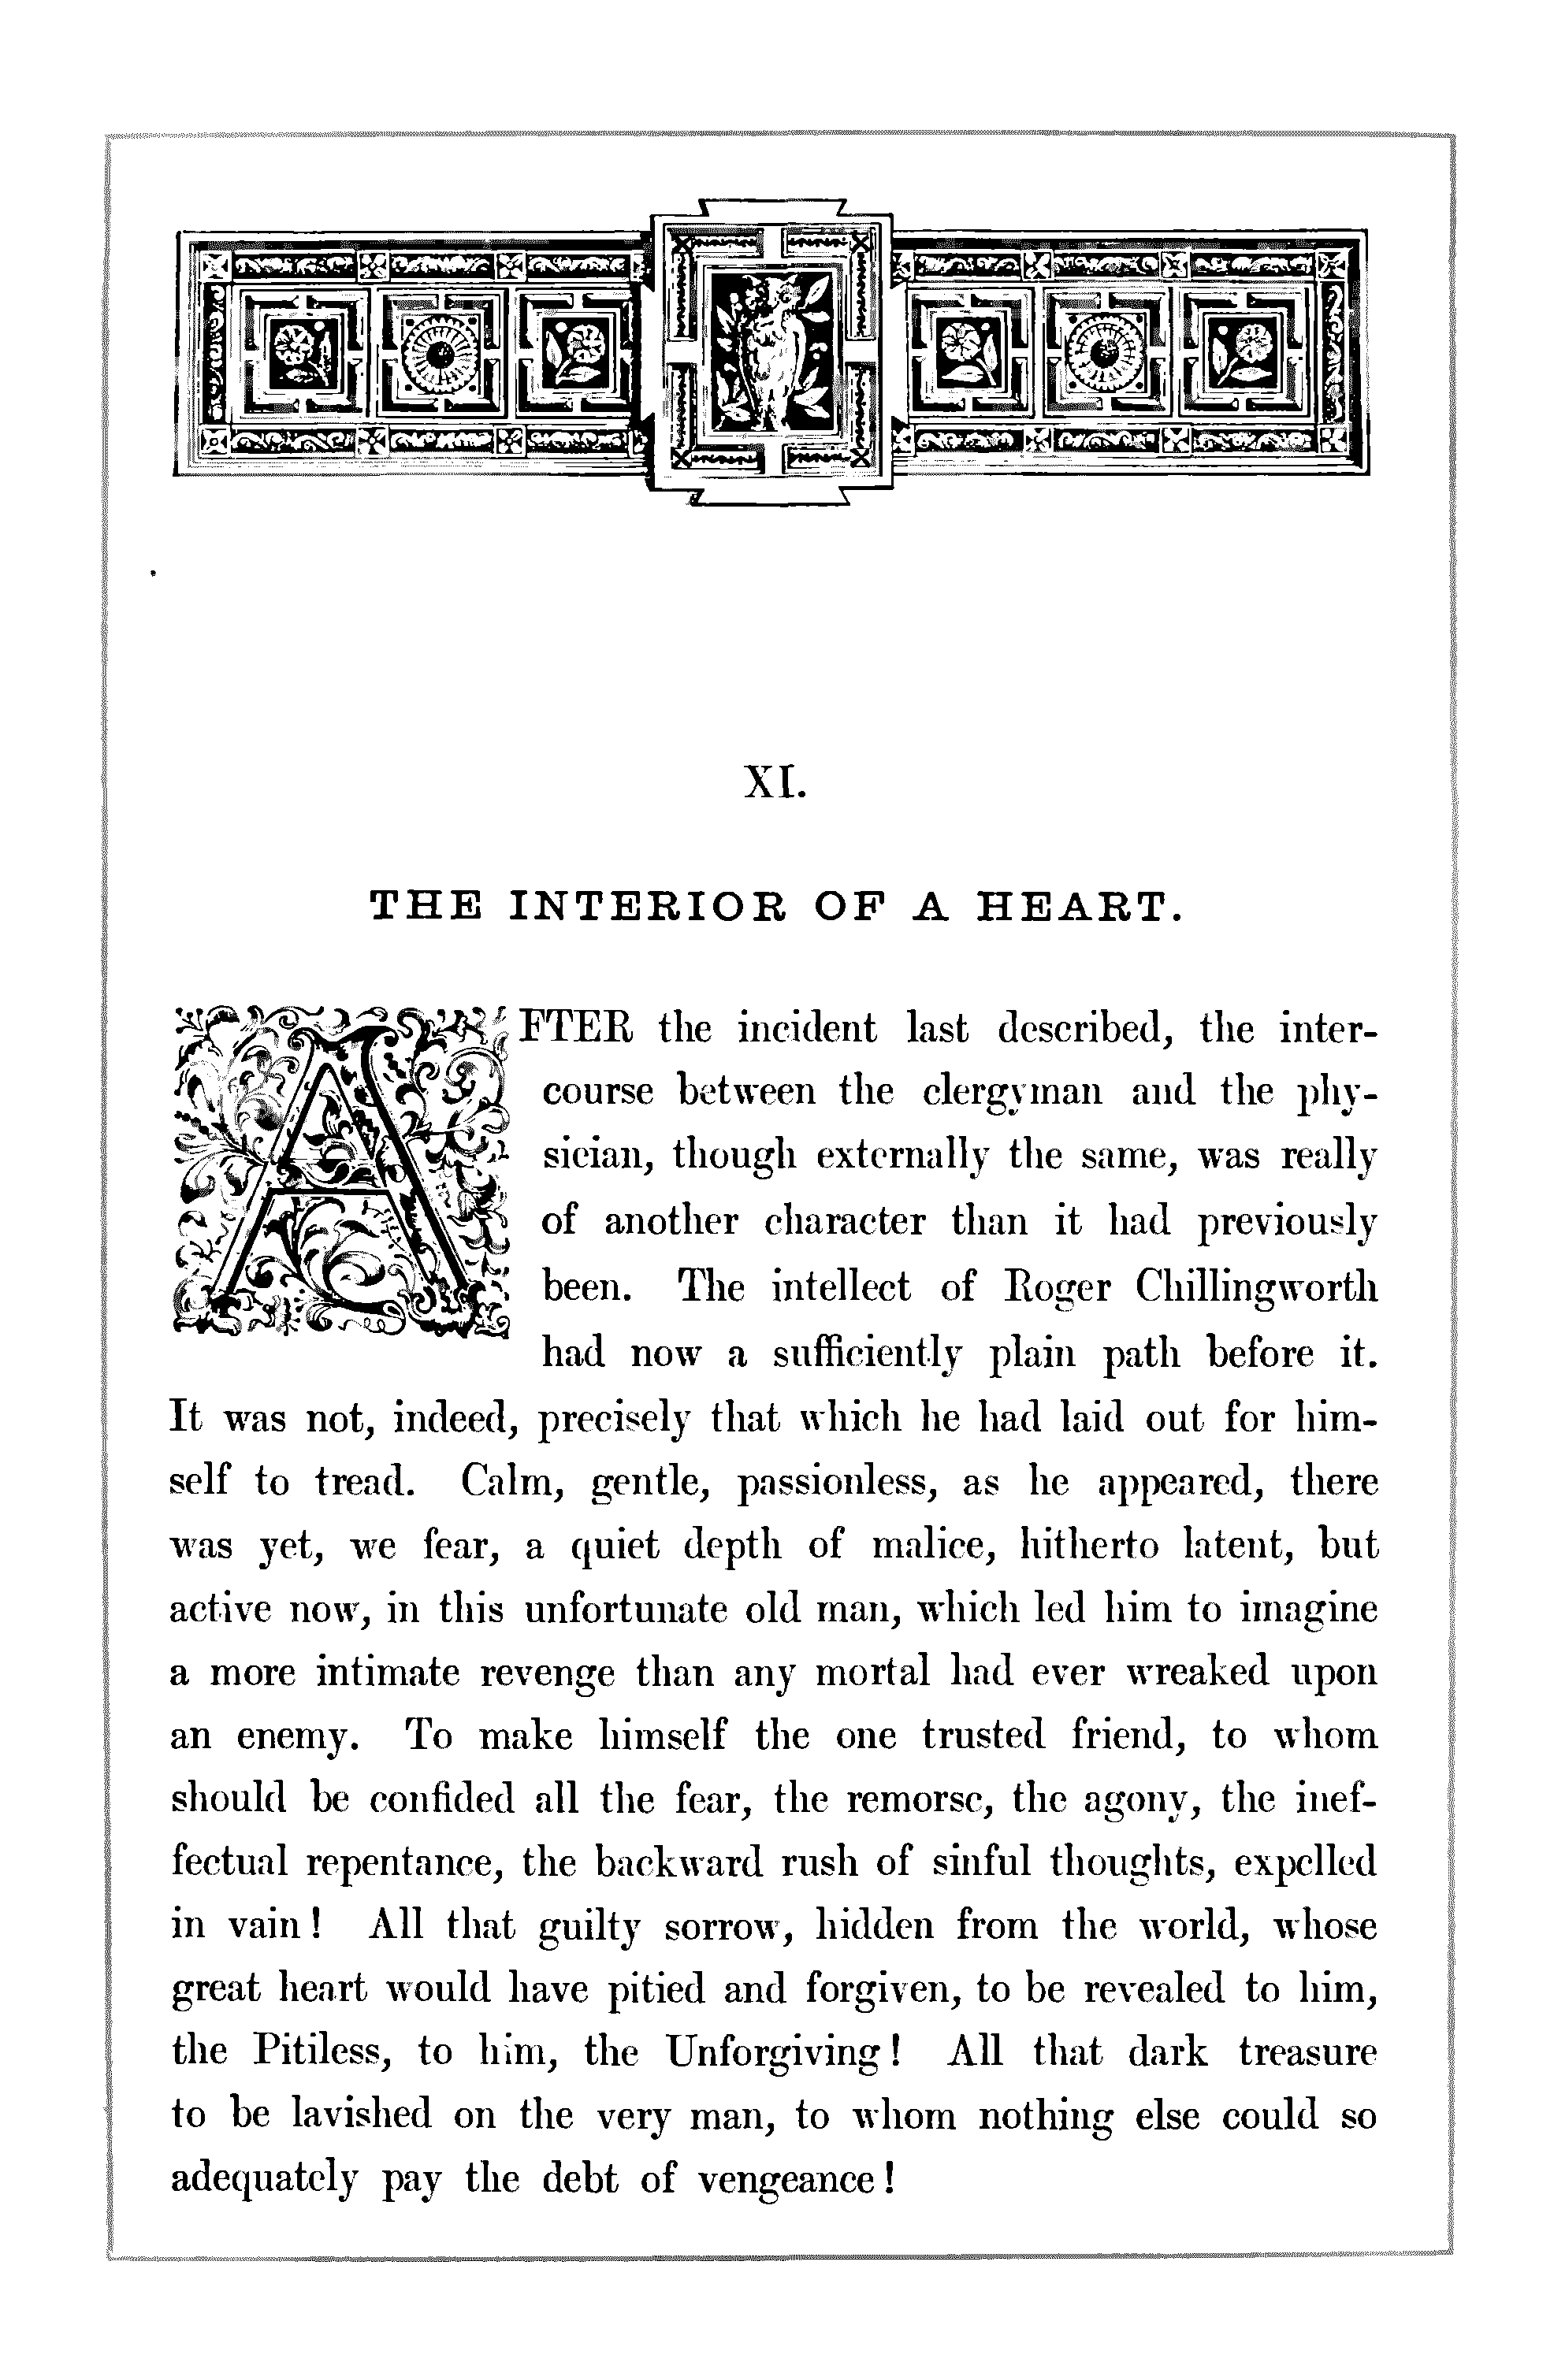 XI.
THE INTERIOR OF A HEART.
AFTER the incident last described, the inter-
course between the clergyman and the phy-
sician, though externally the same, was really
of another character than it had previously
been. The intellect of Roger Chillingworth
had now a sufficiently plain path before it.
It was not, indeed, precisely that which he had laid out for him-
self to tread. Calm, gentle, passionless, as he appeared, there
was yet, we fear, a quiet depth of malice, hitherto latent, but
active now, in this unfortunate old man, which led him to imagine
a more intimate revenge than any mortal had ever wreaked upon
an enemy. To make himself the one trusted friend, to whom
should be confided all the fear, the remorse, the agony, the inef-
fectual repentance, the backward rush of sinful thoughts, expelled
in vain! All that guilty sorrow, hidden from the world, whose
great heart would have pitied and forgiven, to be revealed to him,
the Pitiless, to him, the Unforgiving! All that dark treasure
to be lavished on the very man, to whom nothing else could so
adequately pay the debt of vengeance!